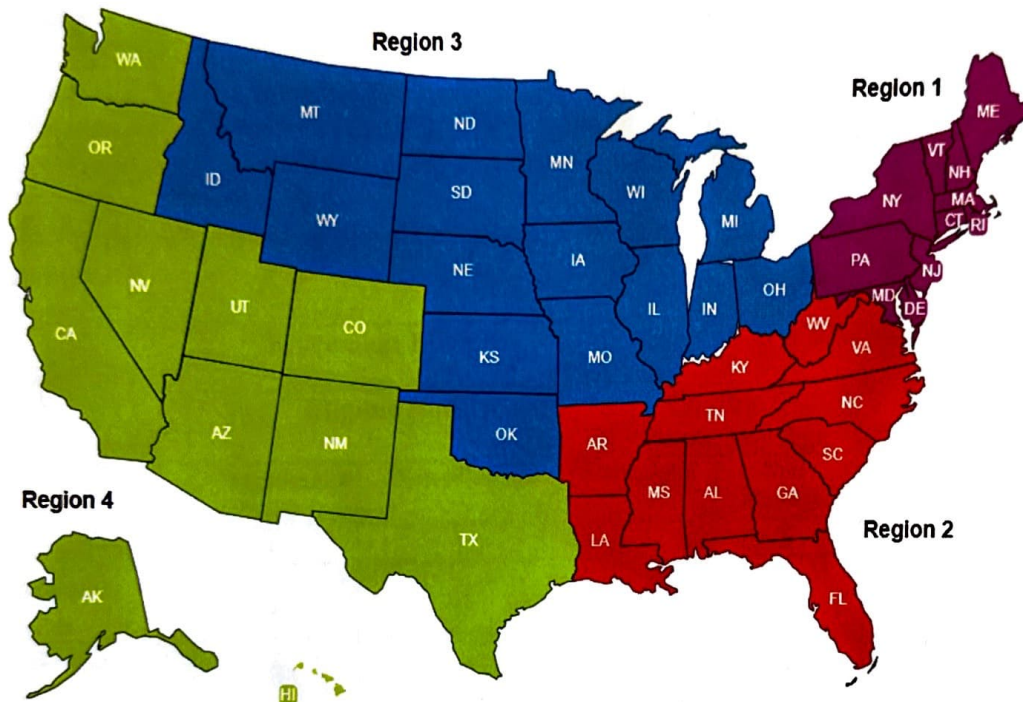 Region 3
Region 1
WA
MT
ND
ME
OR
MN
VT
NH
ID
SD
WI
NY
MA
WY
MI
CT
RI
IA
PA
NE
NJ
NV
OH
MD
UT
IL
IN
DE
CA
CO
WV
KS
MO
VA
KY
NC
TN
AZ
OK
AR
NM
SC
Region 4
MS
AL
GA
TX
LA
Region 2
AK
FL
HI